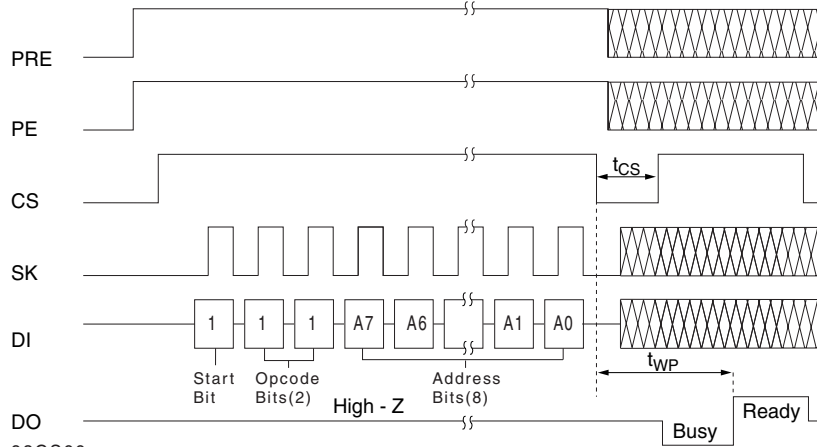 PRE
PE
CS
tCS
SK
DI
1 1 1 A7 A6 A1 A0
Start Bit
Opcode Bits(2)
Address Bits(8)
tWP
DO
High - Z
Busy
Ready